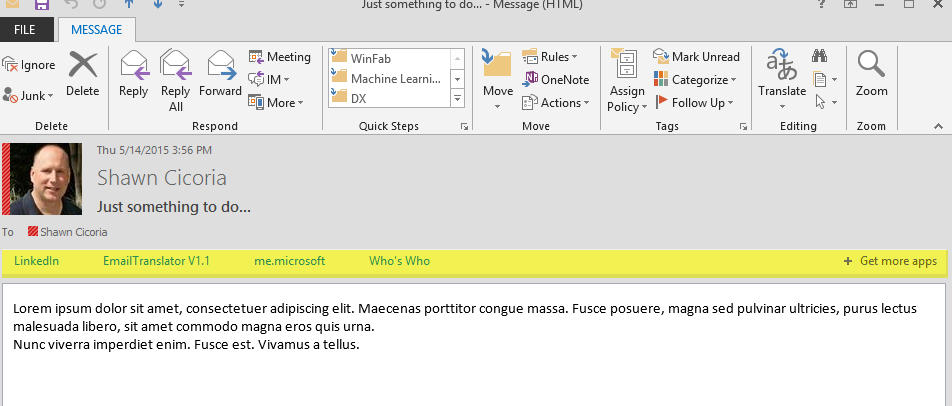 Just something to do... - Message (HTML)
?
FILE
MESSAGE
Ignore
Junk
Delete
Delete
Reply
Reply
All
Forward
Meeting
IM
More
Respond
WinFab
Machine Learni...
DX
Quick Steps
Move
Rules
OneNote
Actions
Move
Assign
Policy
Mark Unread
Categorize
Follow Up
Tags
Translate
Editing
Zoom
Zoom
Thu 5/14/2015 3:56 PM
Shawn Cicoria
Just something to do...
To Shawn Cicoria
LinkedIn EmailTranslator V1.1 me.microsoft Who's Who + Get more apps
Lorem ipsum dolor sit amet, consectetuer adipiscing elit. Maecenas porttitor congue massa. Fusce posuere, magna sed pulvinar ultricies, purus lectus
malesuada libero, sit amet commodo magna eros quis urna.
Nunc viverra imperdiet enim. Fusce est. Vivamus a tellus.